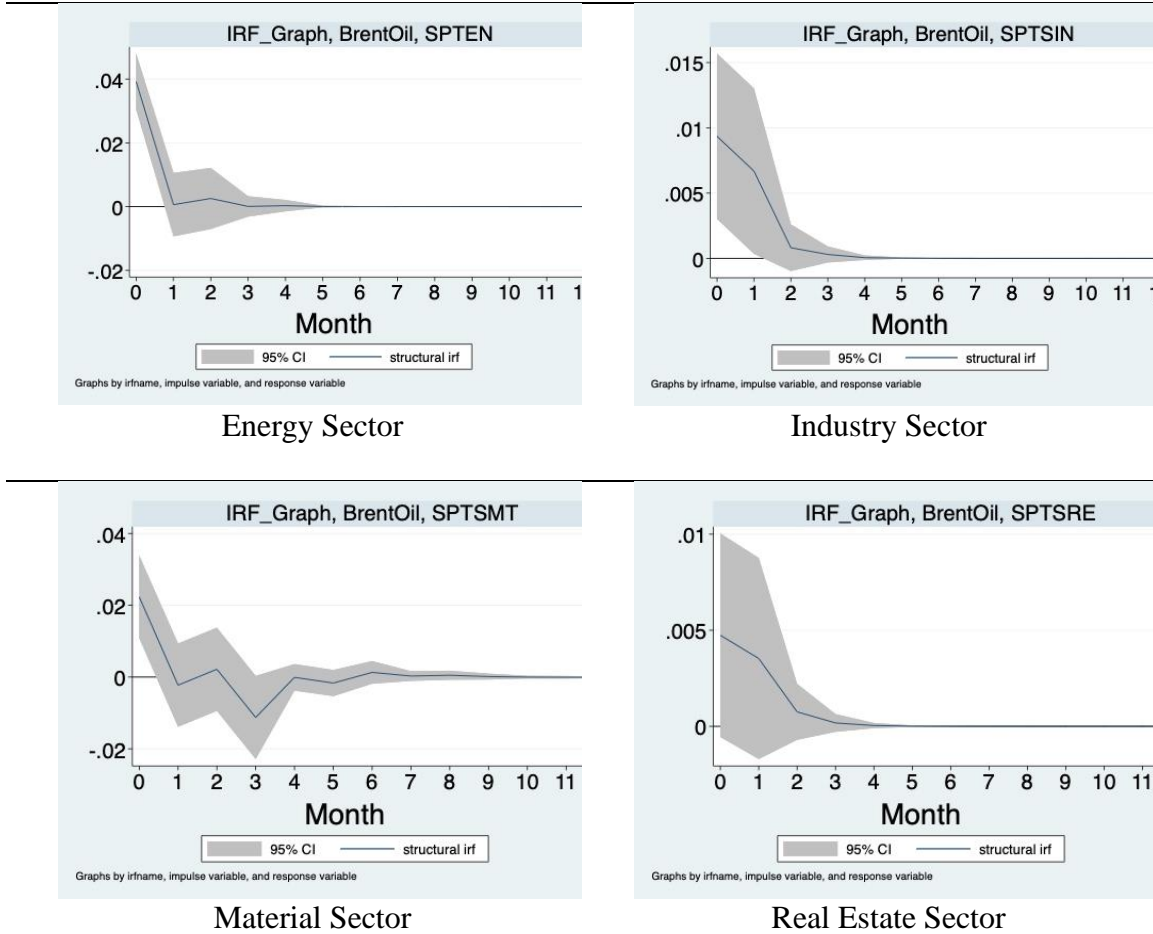 IRF_Graph, BrentOil, SPTEN
.04
.02
0
-.02
0 1 2 3 4 5 6 7 8 9 10 11 1
Month
95% CI structural irf
Graphs by irfname, impulse variable, and response variable
Energy Sector
IRF_Graph, BrentOil, SPTSIN
.015
.01
.005
0
0 1 2 3 4 5 6 7 8 9 10 11 1
Month
95% CI structural irf
Graphs by irfname, impulse variable, and response variable
Industry Sector
IRF_Graph, BrentOil, SPTSMT
.04
.02
0
-.02
0 1 2 3 4 5 6 7 8 9 10 11
Month
95% CI structural irf
Graphs by irfname, impulse variable, and response variable
Material Sector
IRF_Graph, BrentOil, SPTSRE
.01
.005
0
0 1 2 3 4 5 6 7 8 9 10 11
Month
95% CI structural irf
Graphs by irfname, impulse variable, and response variable
Real Estate Sector